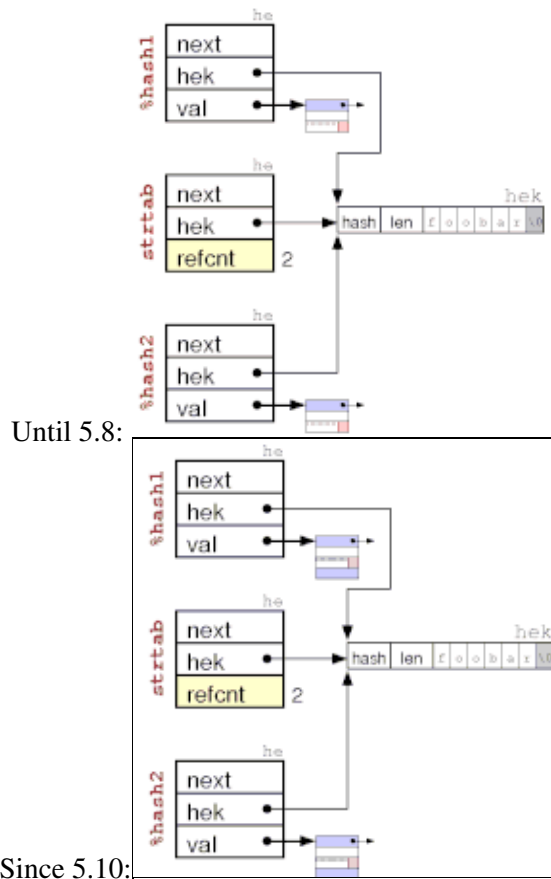 he
%hash1
next
hek
val
he
strtab
next
hek
refcnt
2
hek
hash len f o o b a r \0
he
%hash2
next
hek
val
Until 5.8:
he
%hash1
next
hek
val
he
strtab
next
hek
refcnt
2
hek
hash len f o o b a r \0
he
%hash2
next
hek
val
Since 5.10: